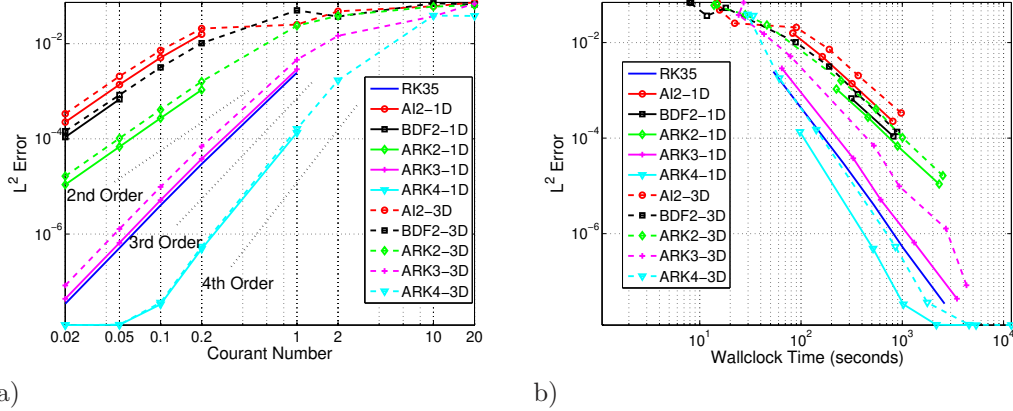 10^-2
10^-4
10^-6
L^2 Error
0.02
0.05
0.1
0.2
1
2
10
20
Courant Number
2nd Order
3rd Order
4th Order
RK35
AI2-1D
BDF2-1D
ARK2-1D
ARK3-1D
ARK4-1D
AI2-3D
BDF2-3D
ARK2-3D
ARK3-3D
ARK4-3D
a)
10^-2
10^-4
10^-6
L^2 Error
10^1
10^2
10^3
10^4
Wallclock Time (seconds)
RK35
AI2-1D
BDF2-1D
ARK2-1D
ARK3-1D
ARK4-1D
AI2-3D
BDF2-3D
ARK2-3D
ARK3-3D
ARK4-3D
b)